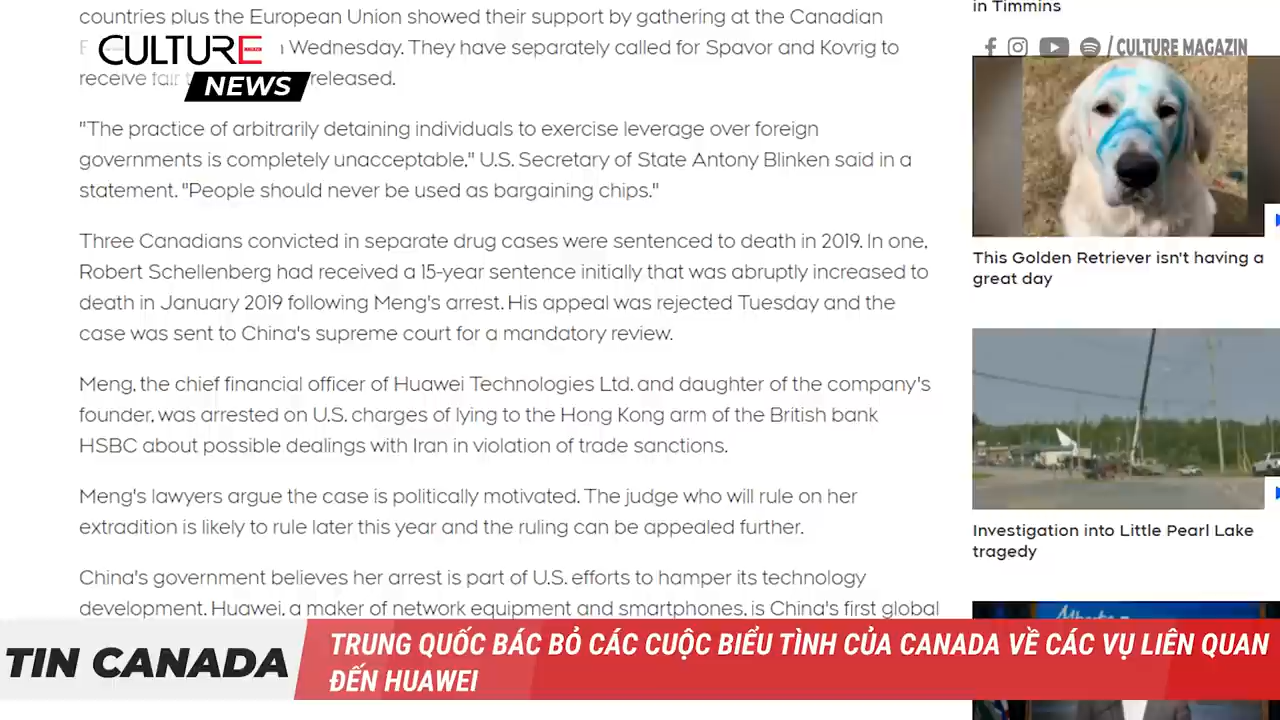 countries plus the European Union showed their support by gathering at the Canadian
Wednesday. They have separately called for Spavor and Kovrig to
receive fair released.
CULTURE
NEWS
"The practice of arbitrarily detaining individuals to exercise leverage over foreign
governments is completely unacceptable," U.S. Secretary of State Antony Blinken said in a
statement. "People should never be used as bargaining chips."
Three Canadians convicted in separate drug cases were sentenced to death in 2019. In one,
Robert Schellenberg had received a 15-year sentence initially that was abruptly increased to
death in January 2019 following Meng's arrest. His appeal was rejected Tuesday and the
case was sent to China's supreme court for a mandatory review.
Meng, the chief financial officer of Huawei Technologies Ltd. and daughter of the company's
founder, was arrested on U.S. charges of lying to the Hong Kong arm of the British bank
HSBC about possible dealings with Iran in violation of trade sanctions.
Meng's lawyers argue the case is politically motivated. The judge who will rule on her
extradition is likely to rule later this year and the ruling can be appealed further.
China's government believes her arrest is part of U.S. efforts to hamper its technology
development. Huawei, a maker of network equipment and smartphones, is China's first global
in Timmins
/ CULTURE MAGAZIN
This Golden Retriever isn't having a
great day
Investigation into Little Pearl Lake
tragedy
Alberta
TIN CANADA
TRUNG QUỐC BÁC BỎ CÁC CUỘC BIỂU TÌNH CỦA CANADA VỀ CÁC VỤ LIÊN QUAN
ĐẾN HUAWEI